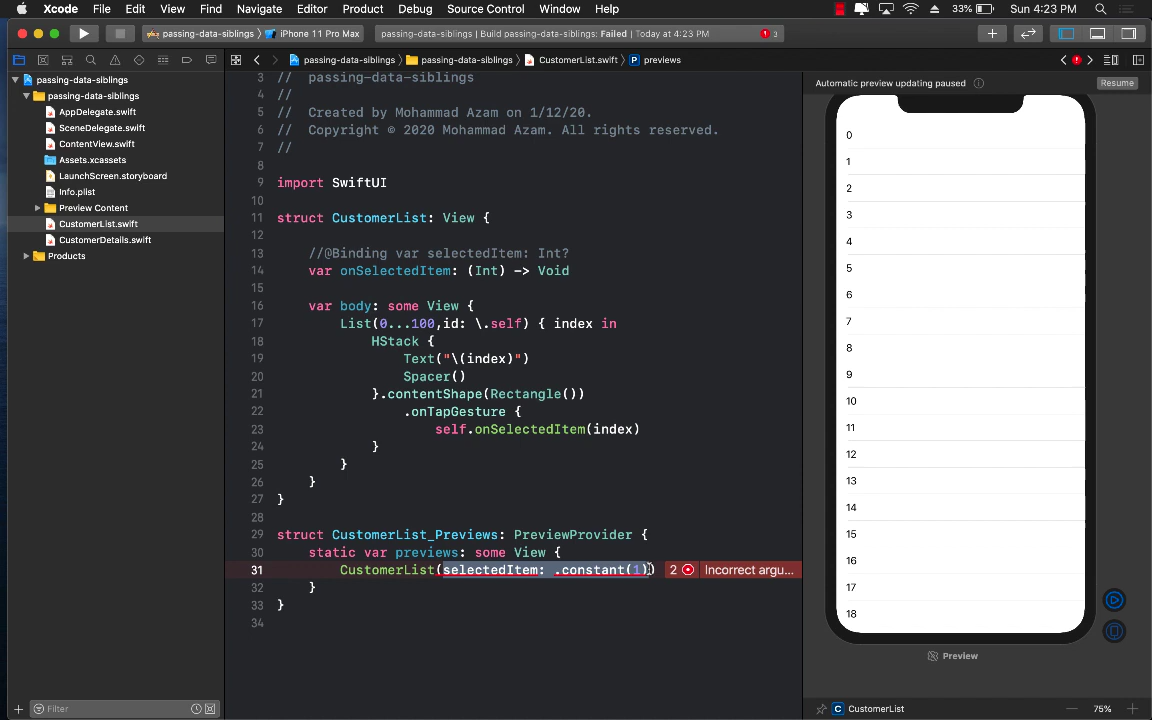 Xcode File Edit View Find Navigate Editor Product Debug Source Control Window Help 33% Sun 4:23 PM
passing-data-siblings iPhone 11 Pro Max passing-data-siblings | Build passing-data-siblings: Failed | Today at 4:23 PM 3
passing-data-siblings passing-data-siblings CustomerList.swift P previews
passing-data-siblings
passing-data-siblings
AppDelegate.swift
SceneDelegate.swift
ContentView.swift
Assets.xcassets
LaunchScreen.storyboard
Info.plist
Preview Content
CustomerList.swift
CustomerDetails.swift
Products
Filter
3 // passing-data-siblings
4 //
5 // Created by Mohammad Azam on 1/12/20.
6 // Copyright © 2020 Mohammad Azam. All rights reserved.
7 //
8
9 import SwiftUI
10
11 struct CustomerList: View {
12
13 //@Binding var selectedItem: Int?
14 var onSelectedItem: (Int) -> Void
15
16 var body: some View {
17 List(0...100,id: \.self) { index in
18 HStack {
19 Text("\(index)")
20 Spacer()
21 }.contentShape(Rectangle())
22 .onTapGesture {
23 self.onSelectedItem(index)
24 }
25 }
26 }
27 }
28
29 struct CustomerList_Previews: PreviewProvider {
30 static var previews: some View {
31 CustomerList(selectedItem: .constant(1)) 2 Incorrect argu...
32 }
33 }
34
Automatic preview updating paused Resume
0
1
2
3
4
5
6
7
8
9
10
11
12
13
14
15
16
17
18
Preview
C CustomerList 75%